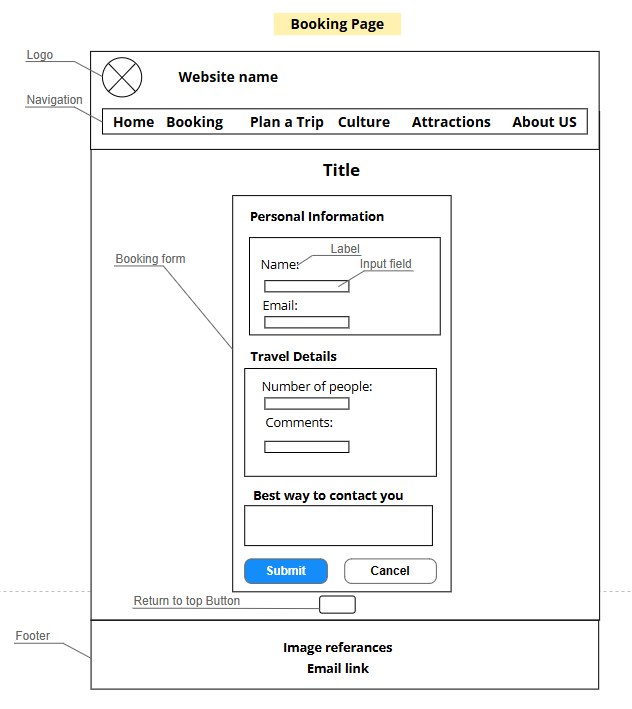 Booking Page
Logo
Website name
Navigation
Home Booking Plan a Trip Culture Attractions About US
Title
Personal Information
Label
Booking form
Name:
Input field
Email:
Travel Details
Number of people:
Comments:
Best way to contact you
Submit Cancel
Return to top Button
Footer
Image referances
Email link